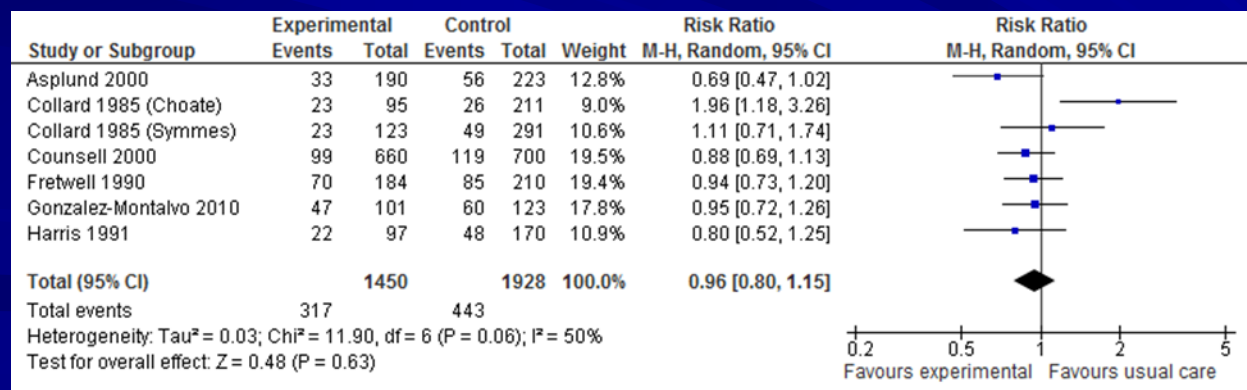 Experimental Control Risk Ratio Risk Ratio
Study or Subgroup Events Total Events Total Weight M-H, Random, 95% CI M-H, Random, 95% CI
Asplund 2000 33 190 56 223 12.8% 0.69 [0.47, 1.02]
Collard 1985 (Choate) 23 95 26 211 9.0% 1.96 [1.18, 3.26]
Collard 1985 (Symmes) 23 123 49 291 10.6% 1.11 [0.71, 1.74]
Counsell 2000 99 660 119 700 19.5% 0.88 [0.69, 1.13]
Fretwell 1990 70 184 85 210 19.4% 0.94 [0.73, 1.20]
Gonzalez-Montalvo 2010 47 101 60 123 17.8% 0.95 [0.72, 1.26]
Harris 1991 22 97 48 170 10.9% 0.80 [0.52, 1.25]
Total (95% CI) 1450 1928 100.0% 0.96 [0.80, 1.15]
Total events 317 443
Heterogeneity: Tau² = 0.03; Chi² = 11.90, df = 6 (P = 0.06); I² = 50%
Test for overall effect: Z = 0.48 (P = 0.63)
0.2 0.5 1 2 5
Favours experimental Favours usual care